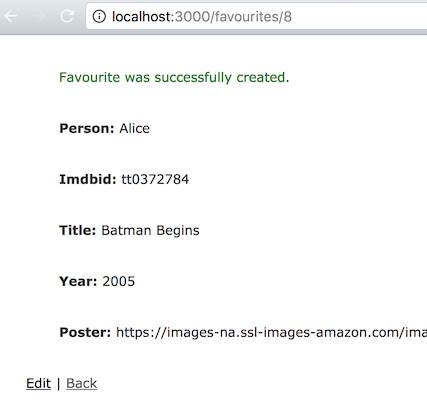 localhost:3000/favourites/8
Favourite was successfully created.
Person: Alice
Imdbid: tt0372784
Title: Batman Begins
Year: 2005
Poster: https://images-na.ssl-images-amazon.com/ima
Edit | Back